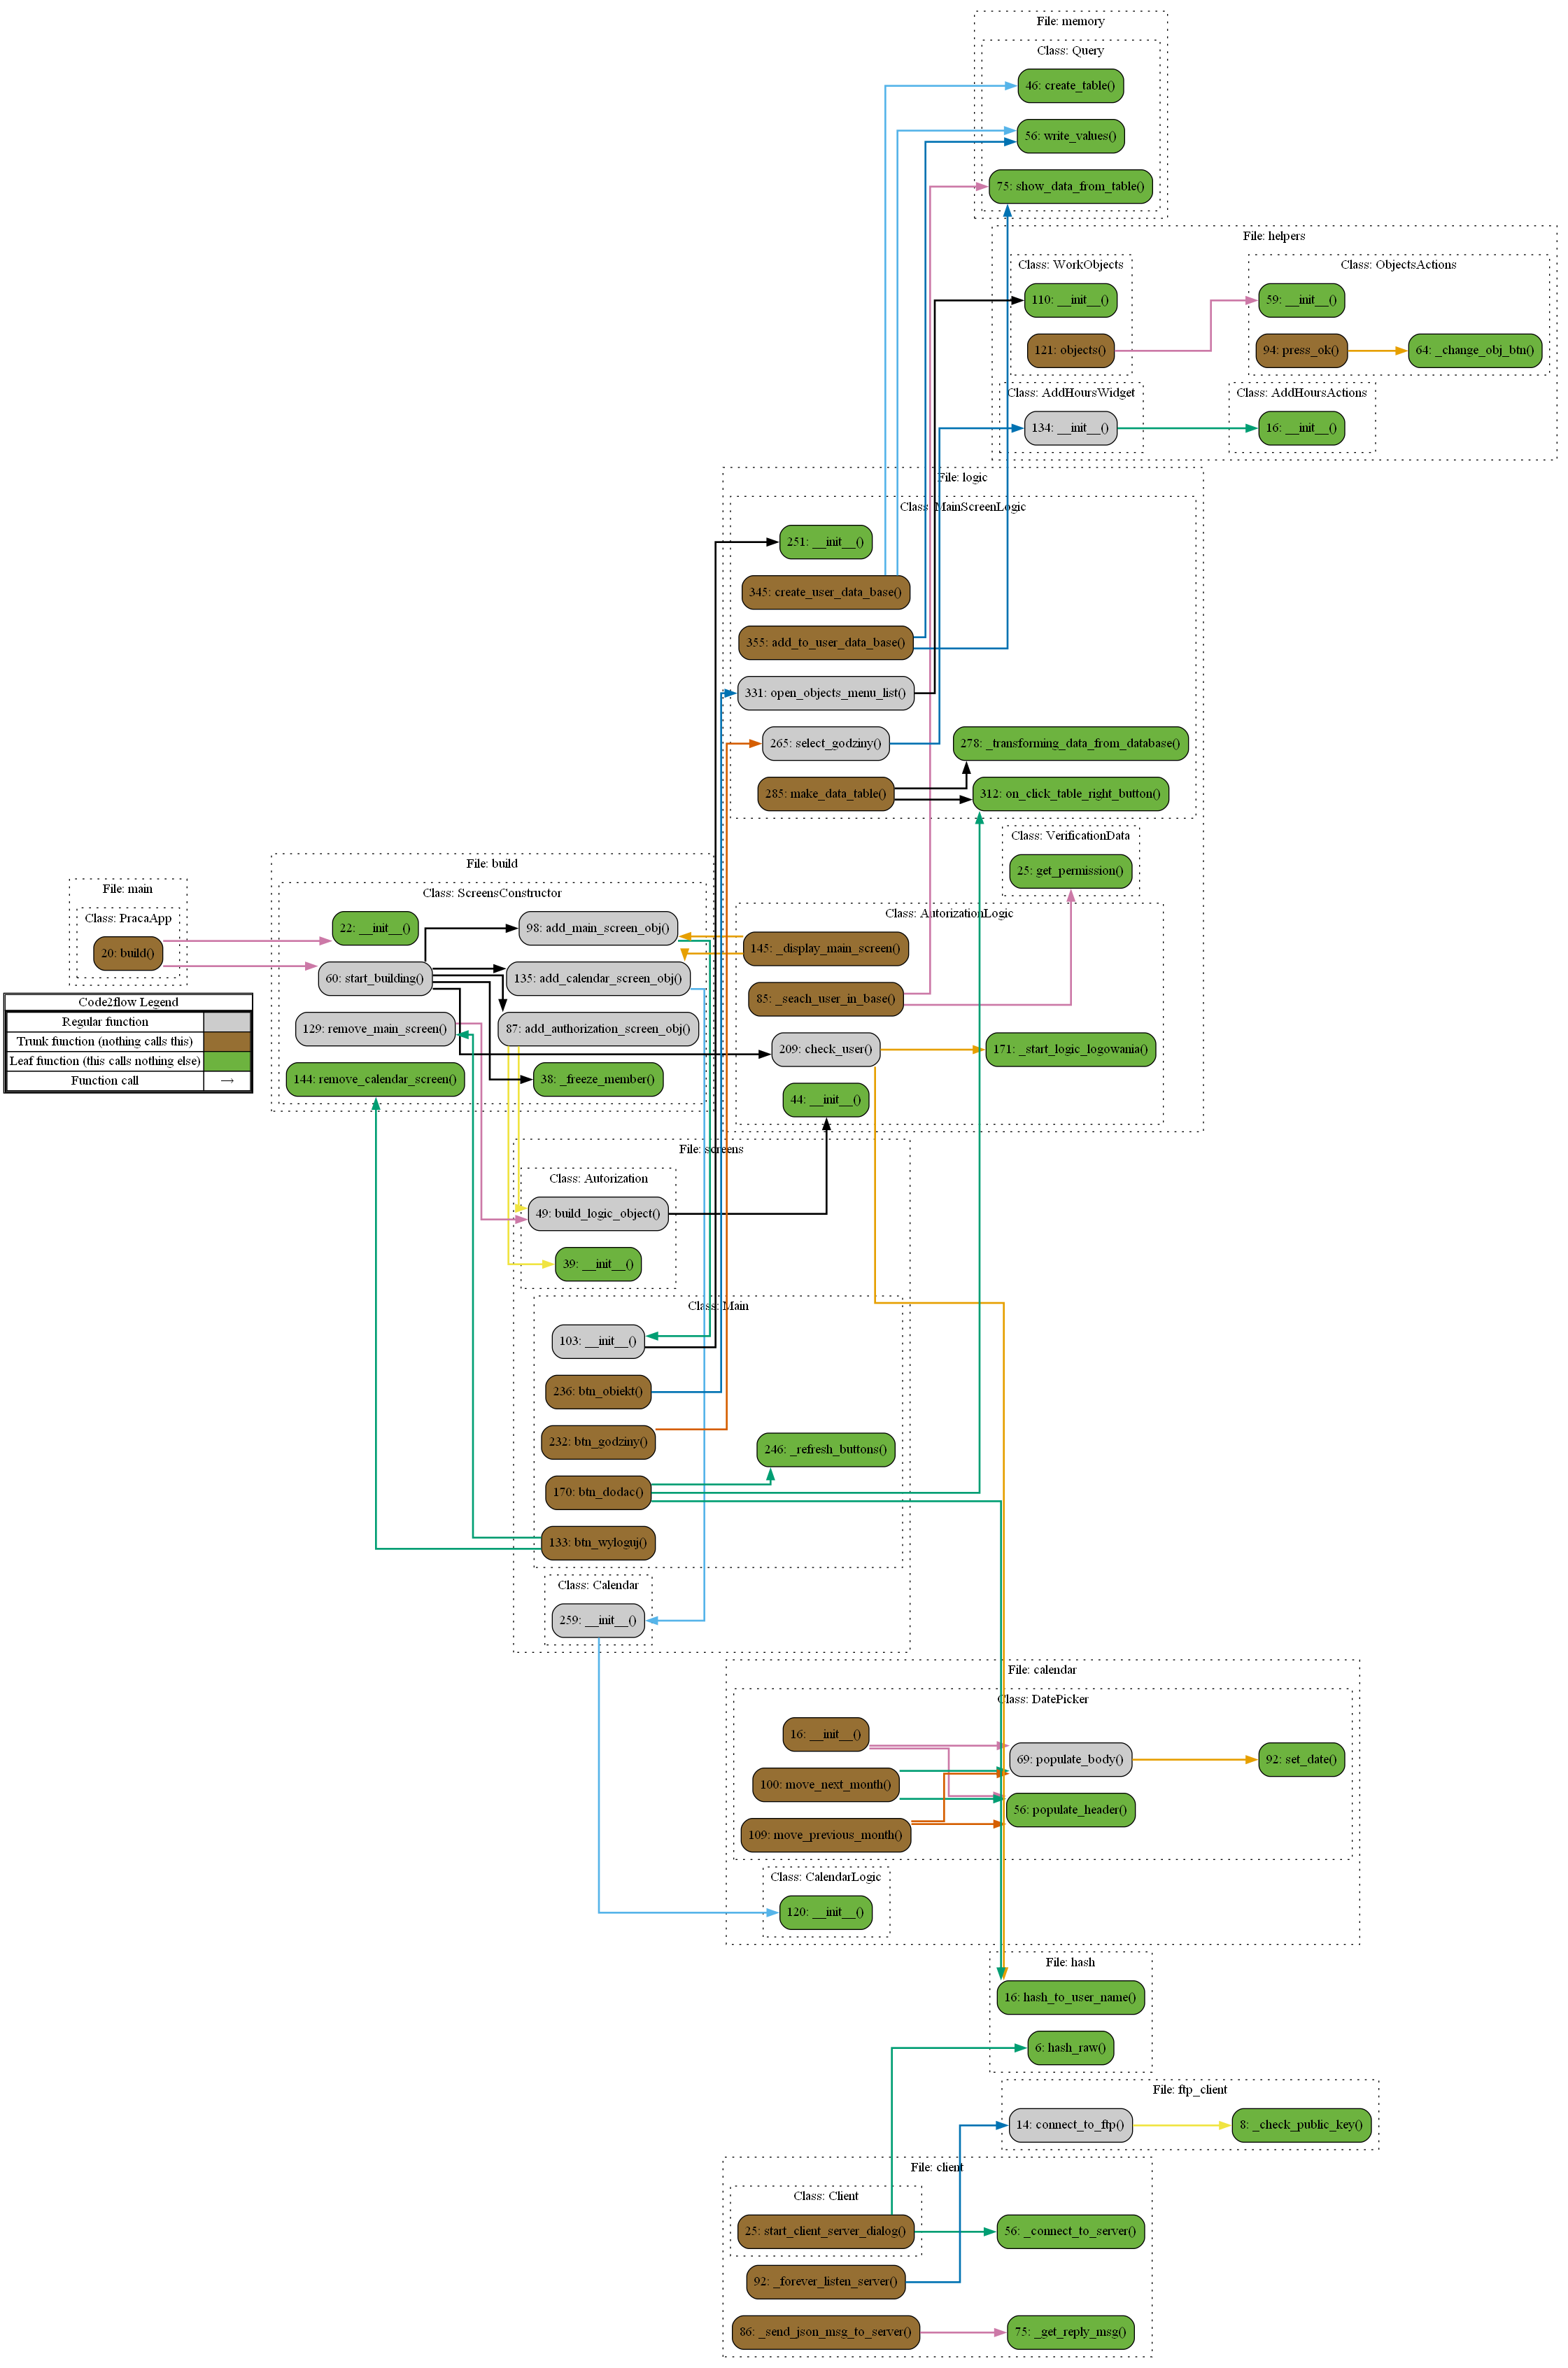 File: memory
Class: Query
46: create_table()
56: write_values()
75: show_data_from_table()
File: helpers
Class: WorkObjects
110: __init__()
121: objects()
Class: ObjectsActions
59: __init__()
94: press_ok()
64: _change_obj_btn()
Class: AddHoursWidget
134: __init__()
Class: AddHoursActions
16: __init__()
File: logic
Class: MainScreenLogic
251: __init__()
345: create_user_data_base()
355: add_to_user_data_base()
331: open_objects_menu_list()
265: select_godziny()
278: _transforming_data_from_database()
285: make_data_table()
312: on_click_table_right_button()
Class: VerificationData
25: get_permission()
Class: AutorizationLogic
145: _display_main_screen()
85: _seach_user_in_base()
209: check_user()
171: _start_logic_logowania()
44: __init__()
File: main
Class: PracaApp
20: build()
Code2flow Legend
Regular function
Trunk function (nothing calls this)
Leaf function (this calls nothing else)
Function call →
File: build
Class: ScreensConstructor
22: __init__()
98: add_main_screen_obj()
60: start_building()
135: add_calendar_screen_obj()
129: remove_main_screen()
87: add_authorization_screen_obj()
144: remove_calendar_screen()
38: _freeze_member()
File: screens
Class: Autorization
49: build_logic_object()
39: __init__()
Class: Main
103: __init__()
236: btn_obiekt()
232: btn_godziny()
246: _refresh_buttons()
170: btn_dodac()
133: btn_wyloguj()
Class: Calendar
259: __init__()
File: calendar
Class: DatePicker
16: __init__()
69: populate_body()
92: set_date()
100: move_next_month()
56: populate_header()
109: move_previous_month()
Class: CalendarLogic
120: __init__()
File: hash
16: hash_to_user_name()
6: hash_raw()
File: ftp_client
14: connect_to_ftp()
8: _check_public_key()
File: client
Class: Client
25: start_client_server_dialog()
56: _connect_to_server()
92: _forever_listen_server()
86: _send_json_msg_to_server()
75: _get_reply_msg()